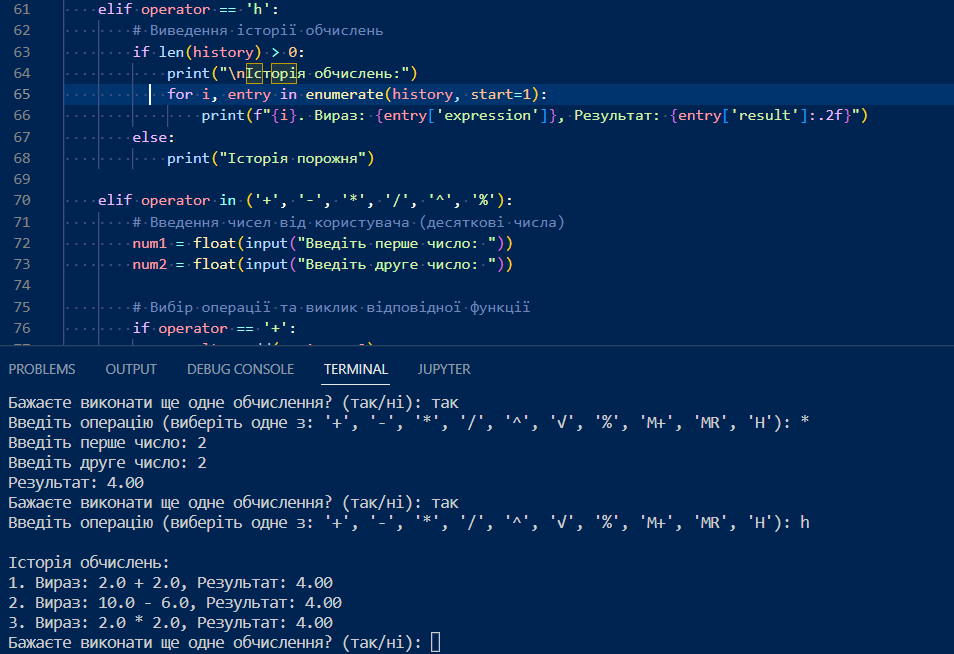 61 elif operator == 'h':
62 # Виведення історії обчислень
63 if len(history) > 0:
64 print("\nІсторія обчислень:")
65 for i, entry in enumerate(history, start=1):
66 print(f"{i}. Вираз: {entry['expression']}, Результат: {entry['result']:.2f}")
67 else:
68 print("Історія порожня")
69
70 elif operator in ('+', '-', '*', '/', '^', '%'):
71 # Введення чисел від користувача (десяткові числа)
72 num1 = float(input("Введіть перше число: "))
73 num2 = float(input("Введіть друге число: "))
74
75 # Вибір операції та виклик відповідної функції
76 if operator == '+':
PROBLEMS OUTPUT DEBUG CONSOLE TERMINAL JUPYTER
Бажаєте виконати ще одне обчислення? (так/ні): так
Введіть операцію (виберіть одне з: '+', '-', '*', '/', '^', '√', '%', 'M+', 'MR', 'H'): *
Введіть перше число: 2
Введіть друге число: 2
Результат: 4.00
Бажаєте виконати ще одне обчислення? (так/ні): так
Введіть операцію (виберіть одне з: '+', '-', '*', '/', '^', '√', '%', 'M+', 'MR', 'H'): h
Історія обчислень:
1. Вираз: 2.0 + 2.0, Результат: 4.00
2. Вираз: 10.0 - 6.0, Результат: 4.00
3. Вираз: 2.0 * 2.0, Результат: 4.00
Бажаєте виконати ще одне обчислення? (так/ні):